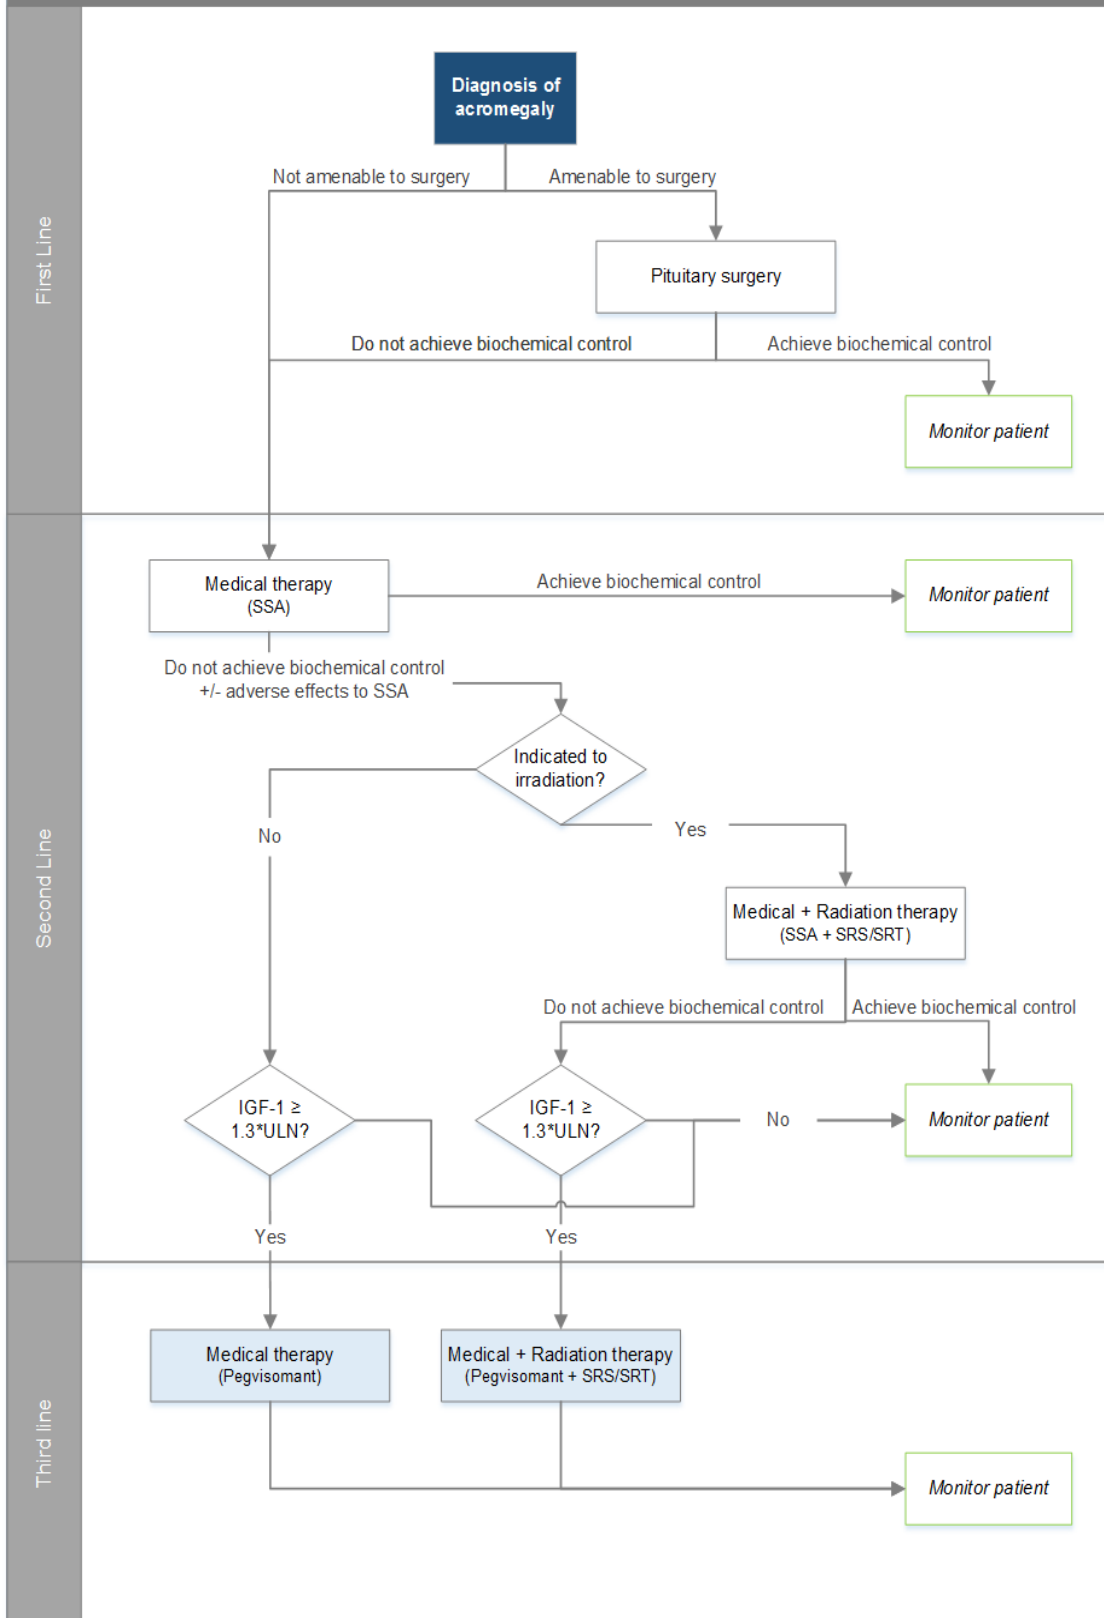 First Line
Diagnosis of
acromegaly
Not amenable to surgery
Amenable to surgery
Pituitary surgery
Do not achieve biochemical control
Achieve biochemical control
Monitor patient
Second Line
Medical therapy
(SSA)
Achieve biochemical control
Monitor patient
Do not achieve biochemical control
+/- adverse effects to SSA
Indicated to
irradiation?
No
Yes
Medical + Radiation therapy
(SSA + SRS/SRT)
Do not achieve biochemical control
Achieve biochemical control
IGF-1 ≥
1.3*ULN?
IGF-1 ≥
1.3*ULN?
No
Monitor patient
Yes
Yes
Third line
Medical therapy
(Pegvisomant)
Medical + Radiation therapy
(Pegvisomant + SRS/SRT)
Monitor patient